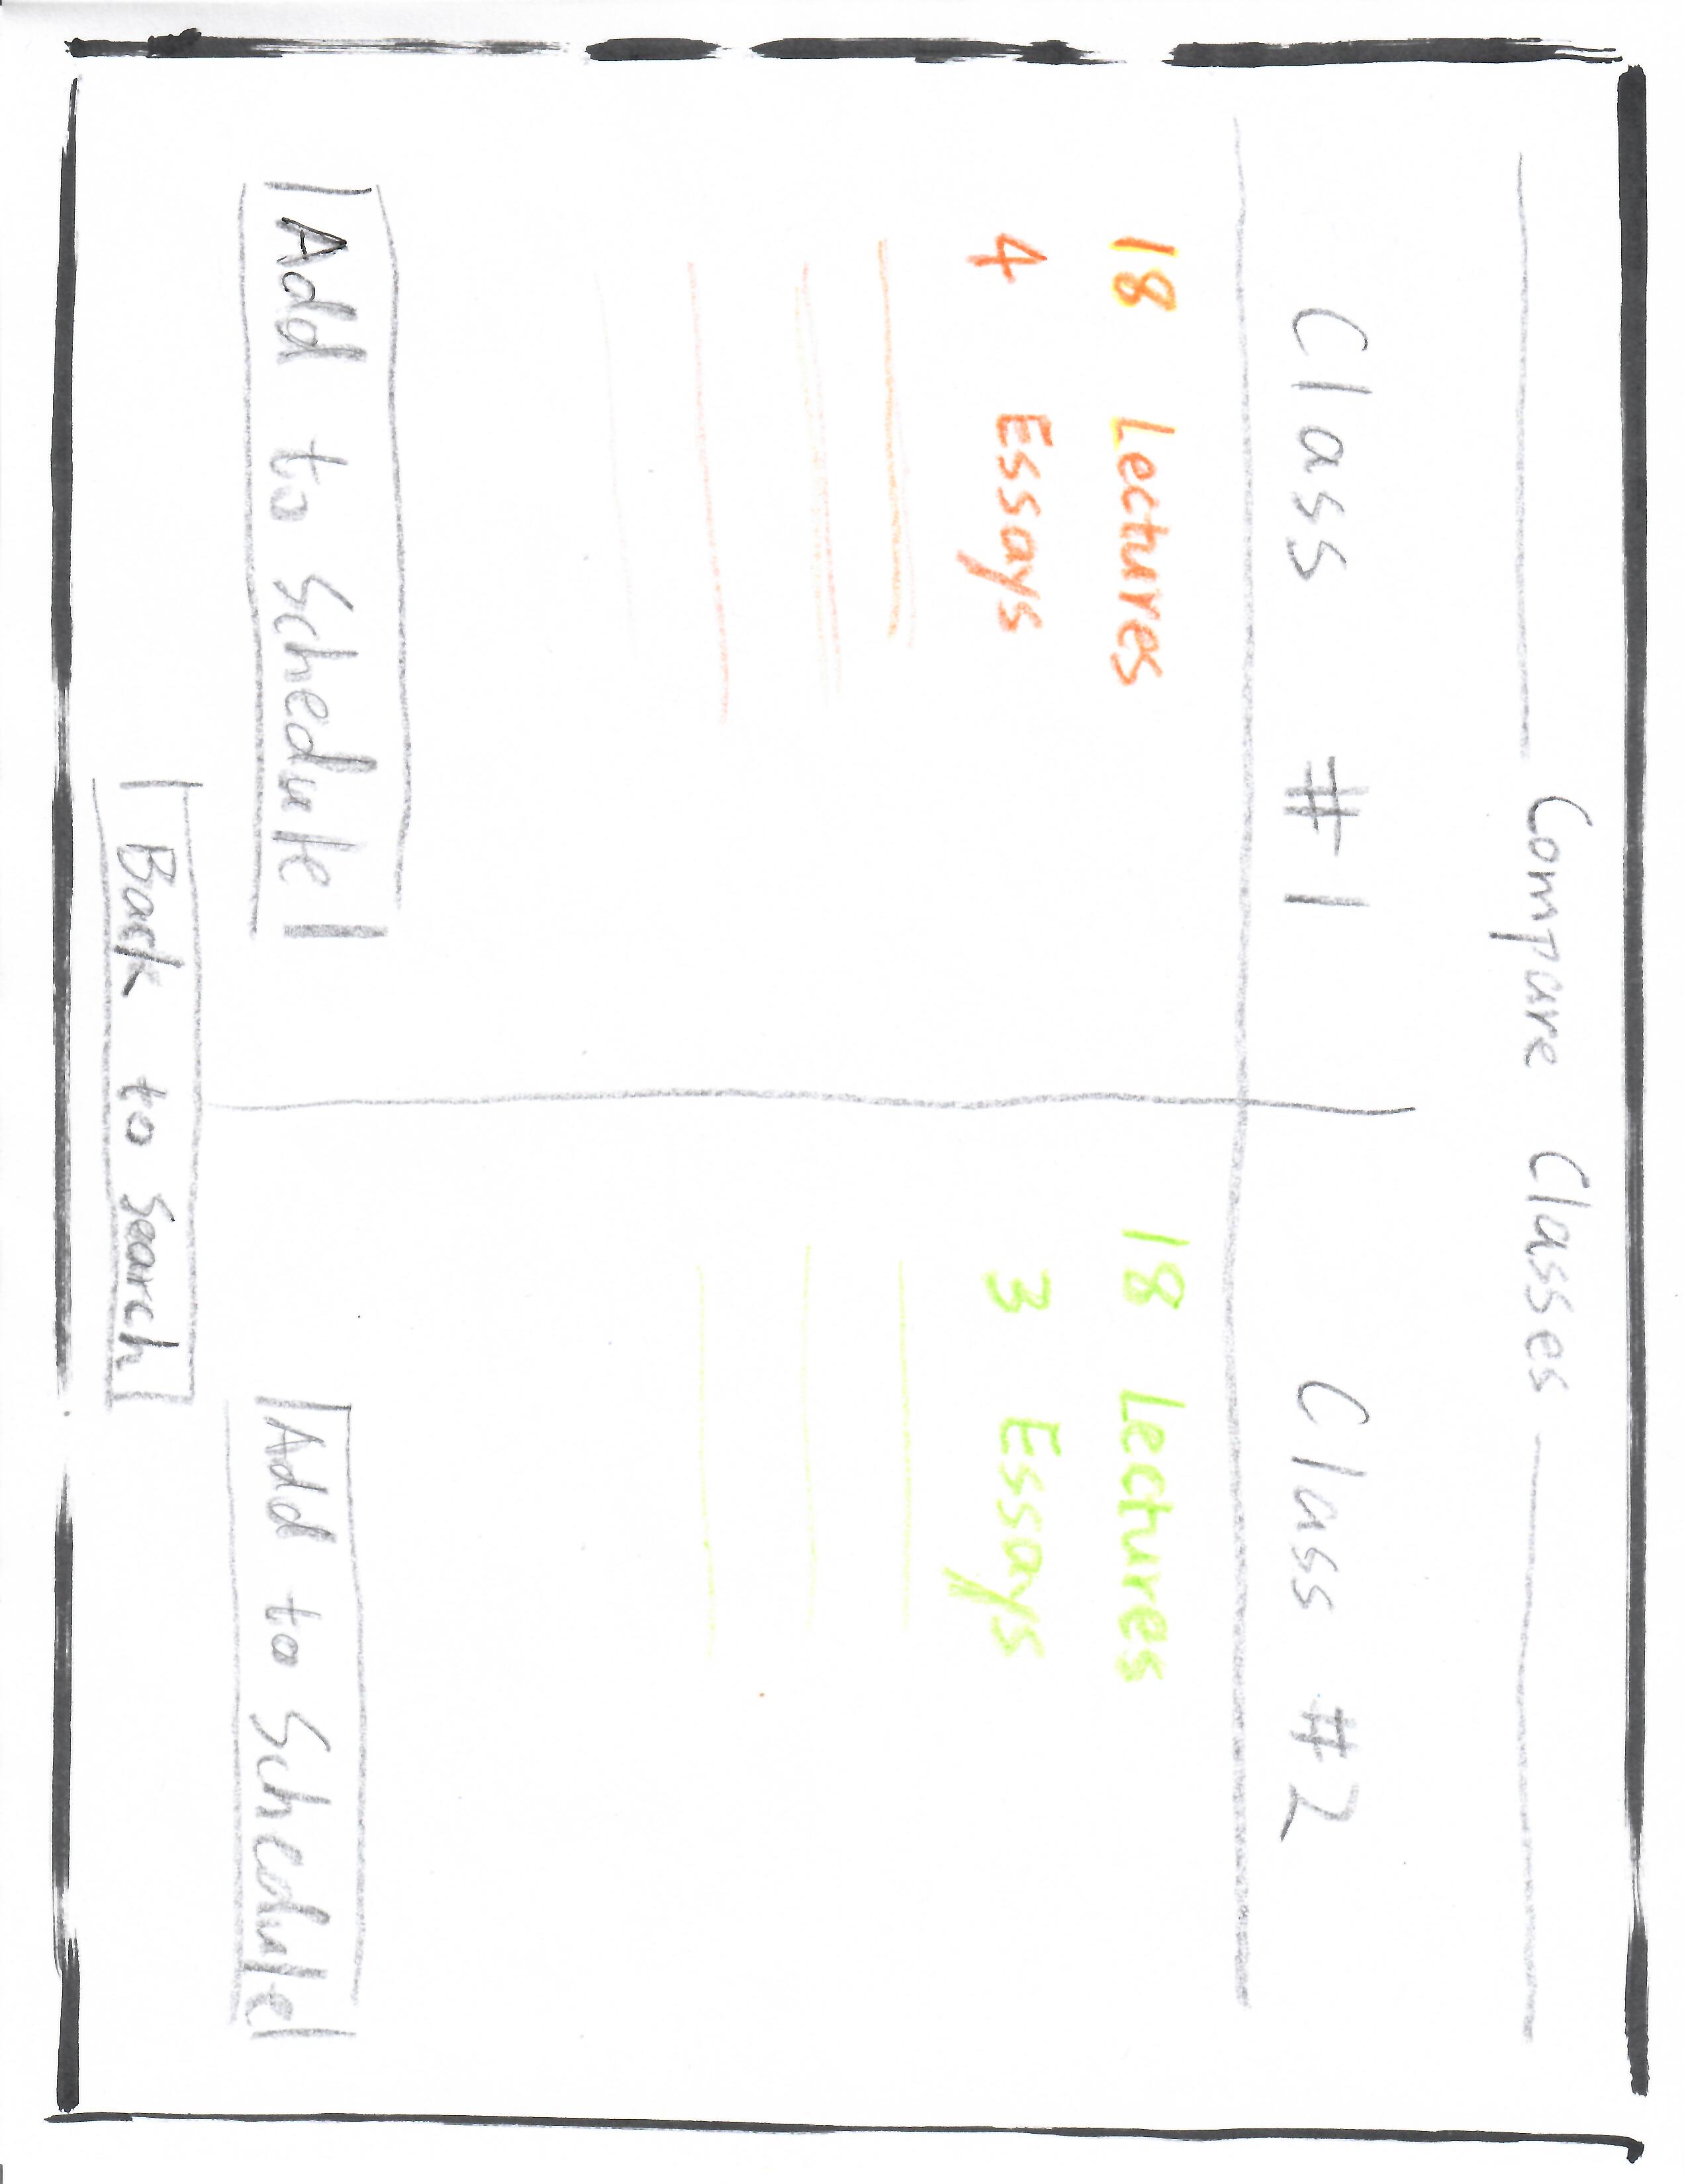 Compare Classes
Class #1
18 Lectures
4 Essays
Add to Schedule
Class #2
18 Lectures
3 Essays
Add to Schedule
Back to Search